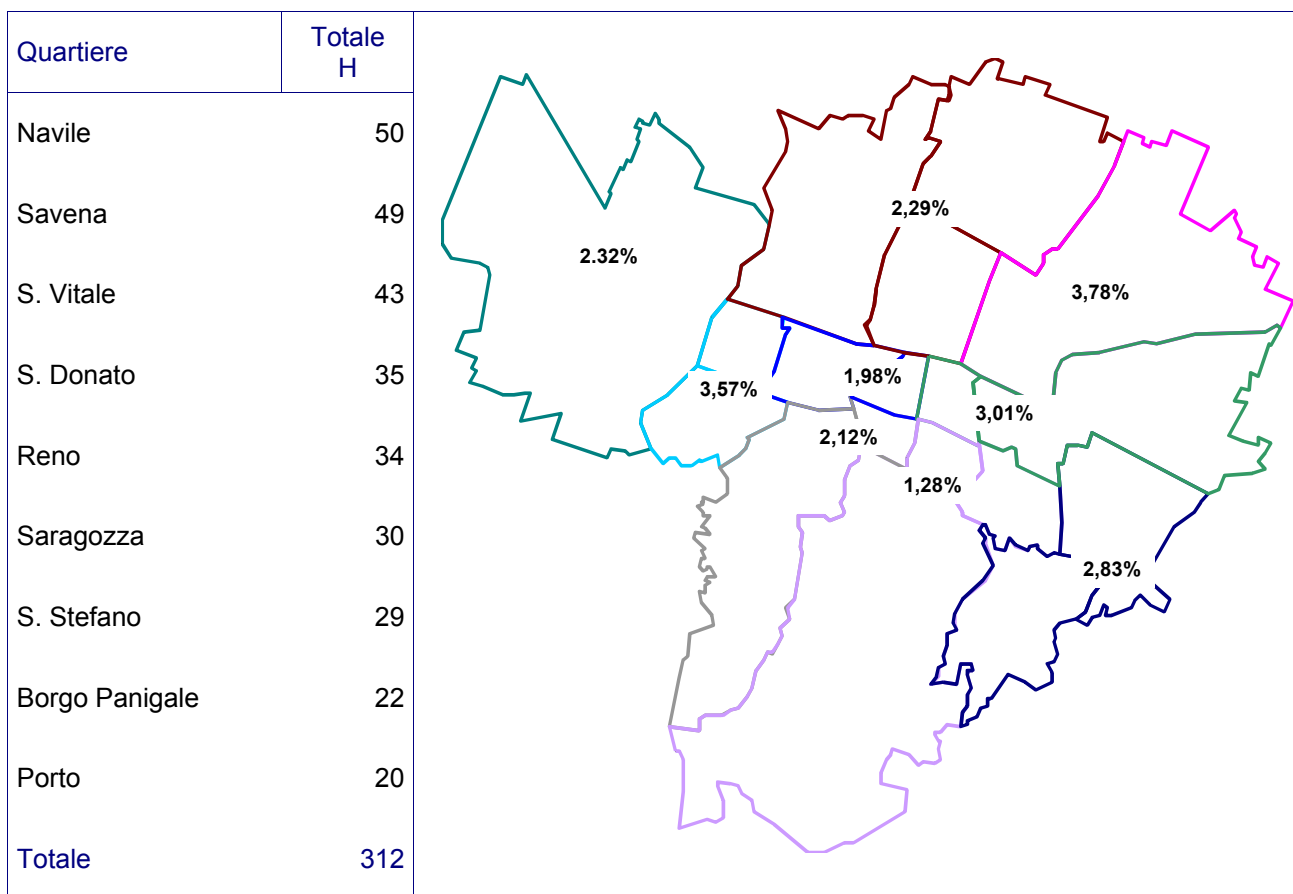 Quartiere
Totale
H
Navile 50
Savena 49
S. Vitale 43
S. Donato 35
Reno 34
Saragozza 30
S. Stefano 29
Borgo Panigale 22
Porto 20
Totale 312
2,29%
2.32%
3,78%
1,98%
3,57%
3,01%
2,12%
1,28%
2,83%